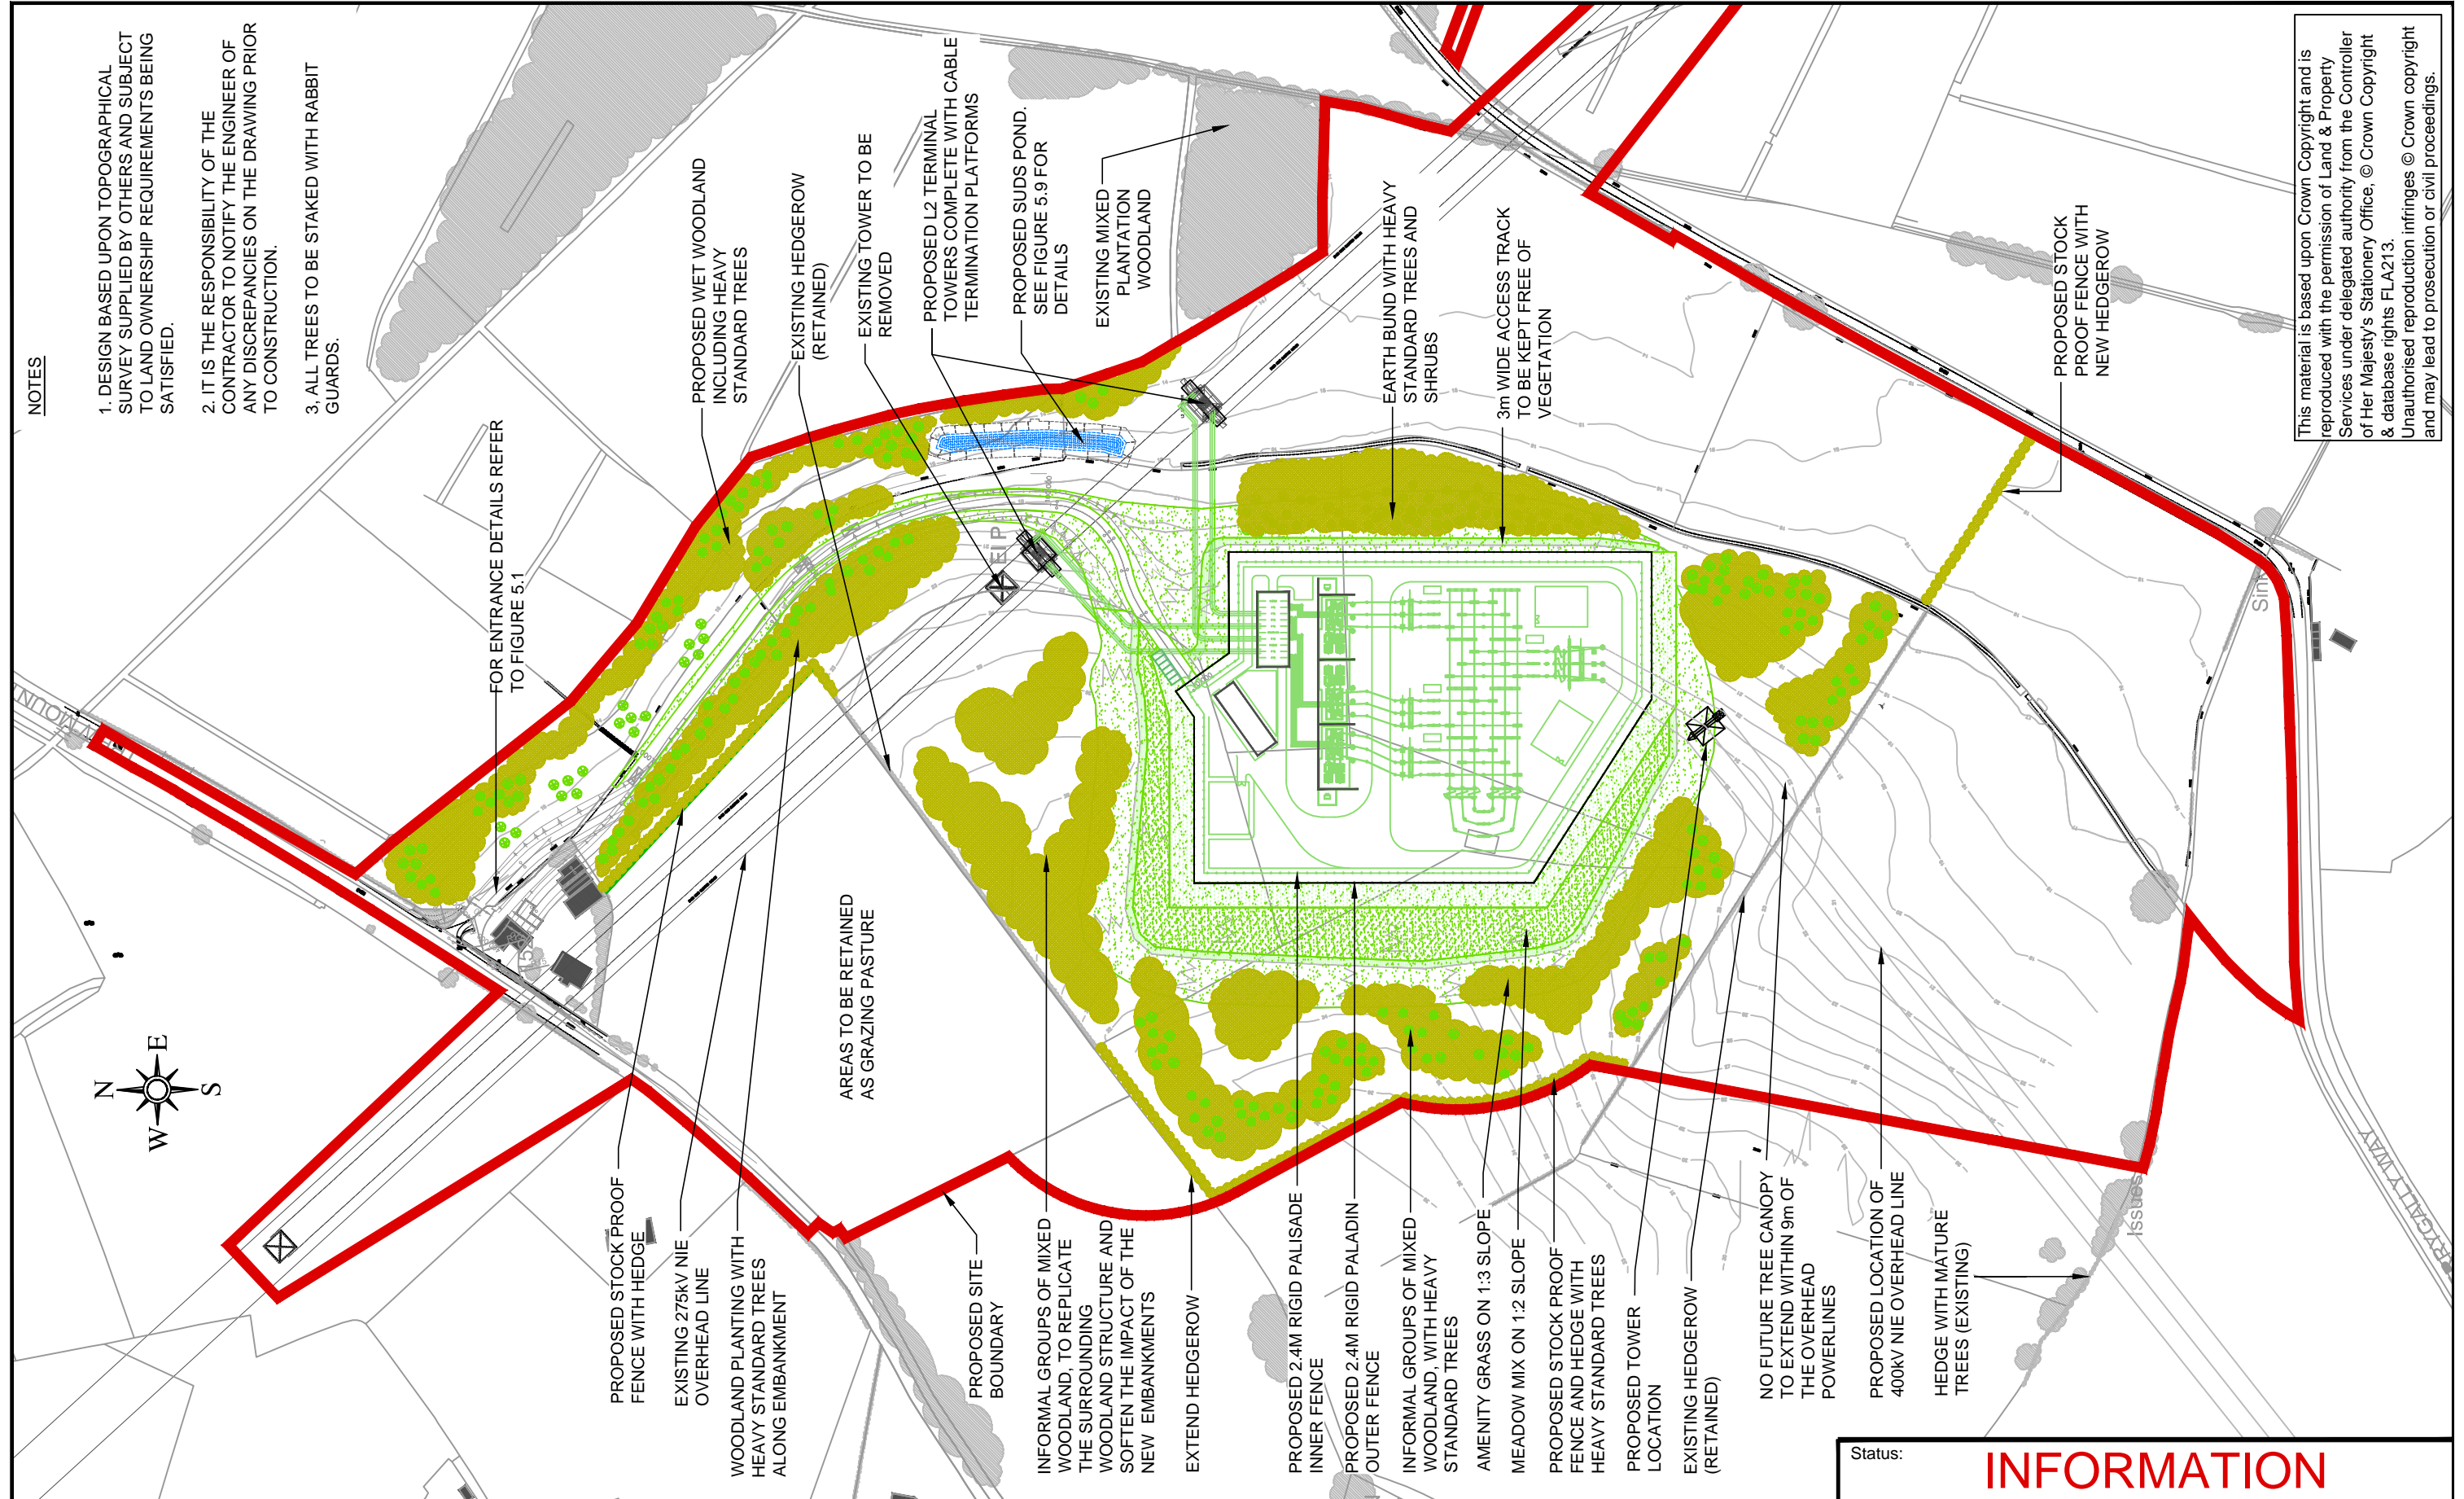 NOTES
1. DESIGN BASED UPON TOPOGRAPHICAL
SURVEY SUPPLIED BY OTHERS AND SUBJECT
TO LAND OWNERSHIP REQUIREMENTS BEING
SATISFIED.
2. IT IS THE RESPONSIBILITY OF THE
CONTRACTOR TO NOTIFY THE ENGINEER OF
ANY DISCREPANCIES ON THE DRAWING PRIOR
TO CONSTRUCTION.
3. ALL TREES TO BE STAKED WITH RABBIT
GUARDS.
FOR ENTRANCE DETAILS REFER
TO FIGURE 5.1
PROPOSED WET WOODLAND
INCLUDING HEAVY
STANDARD TREES
EXISTING HEDGEROW
(RETAINED)
EXISTING TOWER TO BE
REMOVED
PROPOSED L2 TERMINAL
TOWERS COMPLETE WITH CABLE
TERMINATION PLATFORMS
PROPOSED SUDS POND.
SEE FIGURE 5.9 FOR
DETAILS
EXISTING MIXED
PLANTATION
WOODLAND
EARTH BUND WITH HEAVY
STANDARD TREES AND
SHRUBS
3m WIDE ACCESS TRACK
TO BE KEPT FREE OF
VEGETATION
PROPOSED STOCK
PROOF FENCE WITH
NEW HEDGEROW
This material is based upon Crown Copyright and is
reproduced with the permission of Land & Property
Services under delegated authority from the Controller
of Her Majesty's Stationery Office, © Crown Copyright
& database rights FLA213.
Unauthorised reproduction infringes © Crown copyright
and may lead to prosecution or civil proceedings.
N
E
S
W
AREAS TO BE RETAINED
AS GRAZING PASTURE
PROPOSED STOCK PROOF
FENCE WITH HEDGE
EXISTING 275kV NIE
OVERHEAD LINE
WOODLAND PLANTING WITH
HEAVY STANDARD TREES
ALONG EMBANKMENT
PROPOSED SITE
BOUNDARY
INFORMAL GROUPS OF MIXED
WOODLAND, TO REPLICATE
THE SURROUNDING
WOODLAND STRUCTURE AND
SOFTEN THE IMPACT OF THE
NEW EMBANKMENTS
EXTEND HEDGEROW
PROPOSED 2.4M RIGID PALISADE
INNER FENCE
PROPOSED 2.4M RIGID PALADIN
OUTER FENCE
INFORMAL GROUPS OF MIXED
WOODLAND, WITH HEAVY
STANDARD TREES
AMENITY GRASS ON 1:3 SLOPE
MEADOW MIX ON 1:2 SLOPE
PROPOSED STOCK PROOF
FENCE AND HEDGE WITH
HEAVY STANDARD TREES
PROPOSED TOWER
LOCATION
EXISTING HEDGEROW
(RETAINED)
NO FUTURE TREE CANOPY
TO EXTEND WITHIN 9m OF
THE OVERHEAD
POWERLINES
PROPOSED LOCATION OF
400kV NIE OVERHEAD LINE
HEDGE WITH MATURE
TREES (EXISTING)
Issues
RYGALLY WAY
Status:
INFORMATION